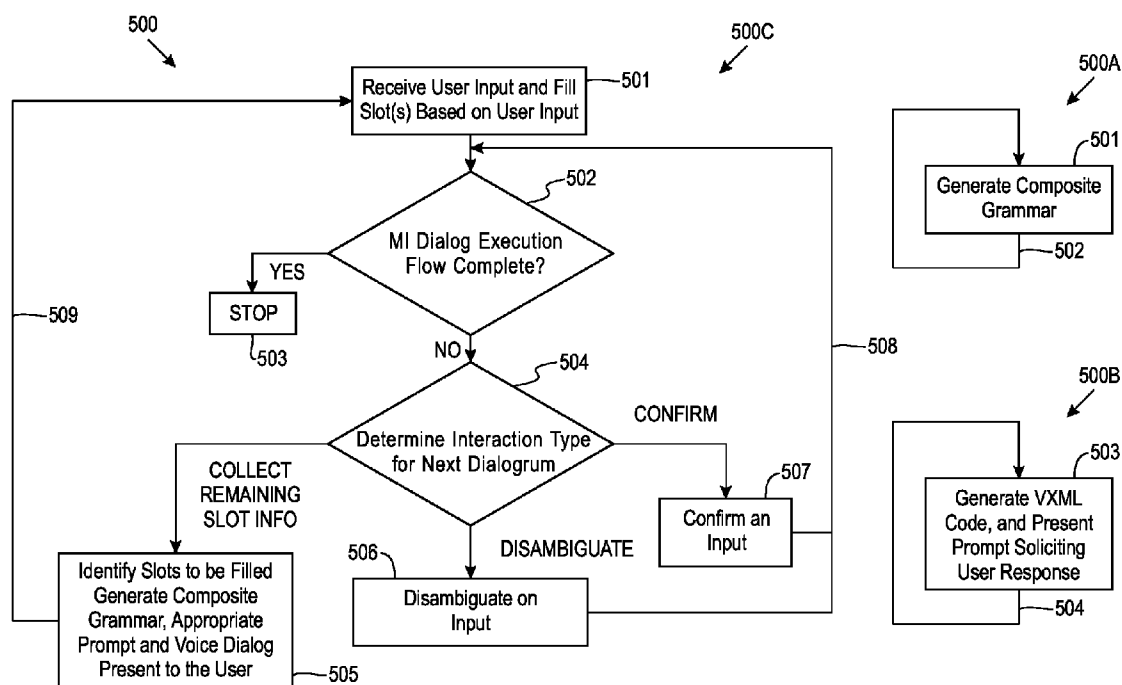 500
500C
500A
Receive User Input and Fill
Slot(s) Based on User Input
501
502
MI Dialog Execution
Flow Complete?
YES
STOP
503
NO
504
Determine Interaction Type
for Next Dialogrum
COLLECT
REMAINING
SLOT INFO
CONFIRM
507
Confirm an
Input
DISAMBIGUATE
506
Disambiguate on
Input
Identify Slots to be Filled
Generate Composite
Grammar, Appropriate
Prompt and Voice Dialog
Present to the User
505
509
508
501
Generate Composite
Grammar
502
500B
503
Generate VXML
Code, and Present
Prompt Soliciting
User Response
504